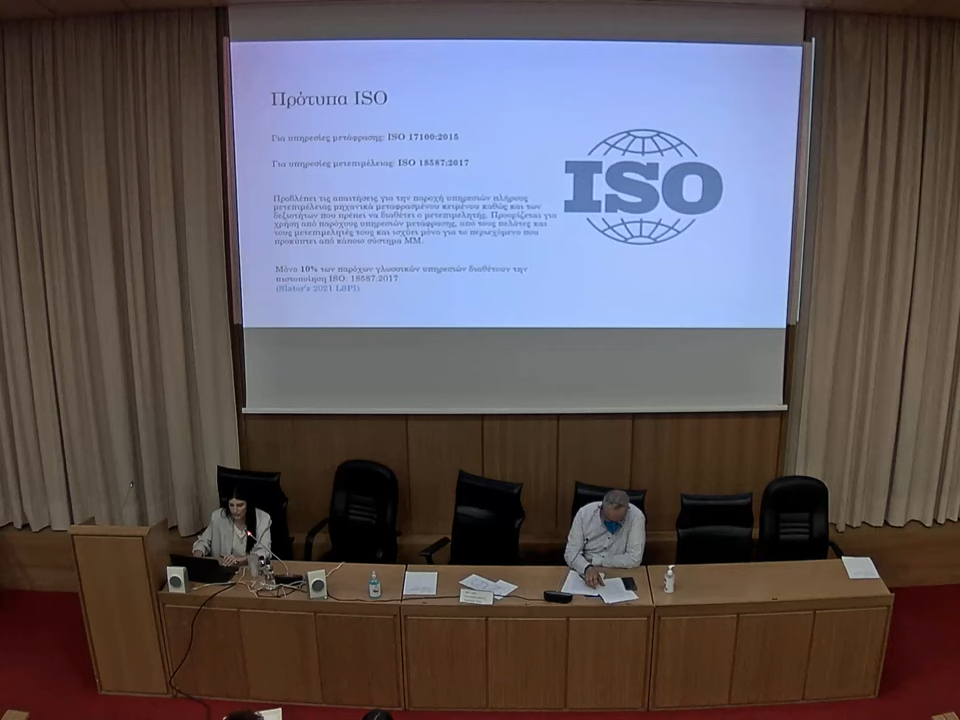 Πρότυπα ISO
Για υπηρεσίες μετάφρασης: ISO 17100:2015
Για υπηρεσίες μετεπιμέλειας: ISO 18587:2017
Προβλέπει τις απαιτήσεις για την παροχή υπηρεσιών πλήρους
μετεπιμέλειας μηχανικά μεταφρασμένου κειμένου καθώς και των
δεξιοτήτων που πρέπει να διαθέτει ο μετεπιμελητής. Προορίζεται για
χρήση από παρόχους υπηρεσιών μετάφρασης, από τους πελάτες και
τους μετεπιμελητές τους και ισχύει μόνο για το περιεχόμενο που
προκύπτει από κάποιο σύστημα ΜΜ.
ISO
Μόνο 10% των παρόχων γλωσσικών υπηρεσιών διαθέτουν την
πιστοποίηση ISO: 18587:2017
(Slator's 2021 LSPI)